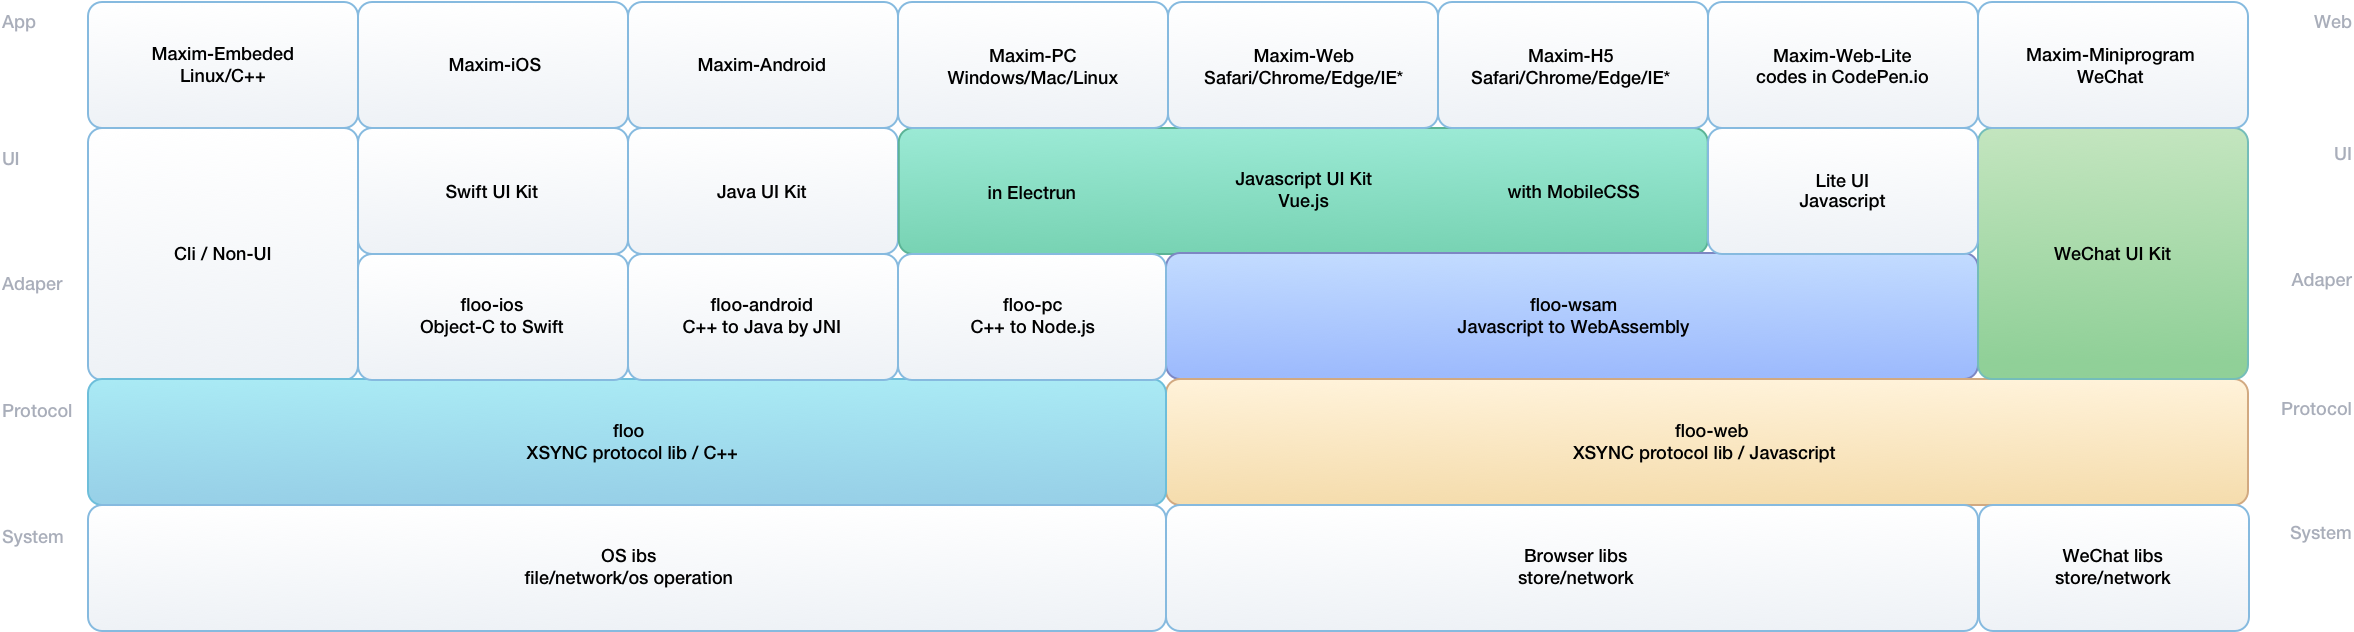 App
Maxim-Embeded
Linux/C++
Maxim-iOS
Maxim-Android
Maxim-PC
Windows/Mac/Linux
Maxim-Web
Safari/Chrome/Edge/IE*
Maxim-H5
Safari/Chrome/Edge/IE*
Maxim-Web-Lite
codes in CodePen.io
Maxim-Miniprogram
WeChat
Web
UI
Cli / Non-UI
Swift UI Kit
Java UI Kit
in Electrun
Javascript UI Kit
Vue.js
with MobileCSS
Lite UI
Javascript
WeChat UI Kit
UI
Adaper
floo-ios
Object-C to Swift
floo-android
C++ to Java by JNI
floo-pc
C++ to Node.js
floo-wsam
Javascript to WebAssembly
Adaper
Protocol
floo
XSYNC protocol lib / C++
floo-web
XSYNC protocol lib / Javascript
Protocol
System
OS ibs
file/network/os operation
Browser libs
store/network
WeChat libs
store/network
System